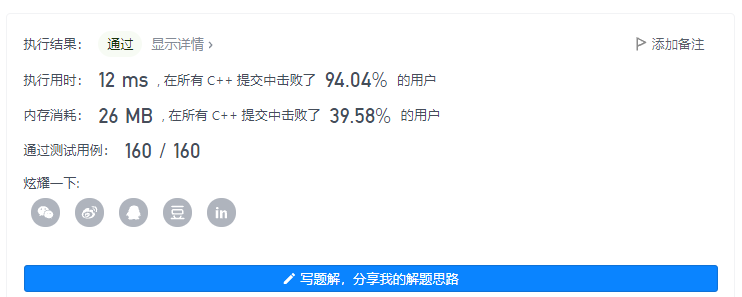 执行结果： 通过 显示详情 › 添加备注
执行用时： 12 ms , 在所有 C++ 提交中击败了 94.04% 的用户
内存消耗： 26 MB , 在所有 C++ 提交中击败了 39.58% 的用户
通过测试用例： 160 / 160
炫耀一下:
豆 in
写题解，分享我的解题思路